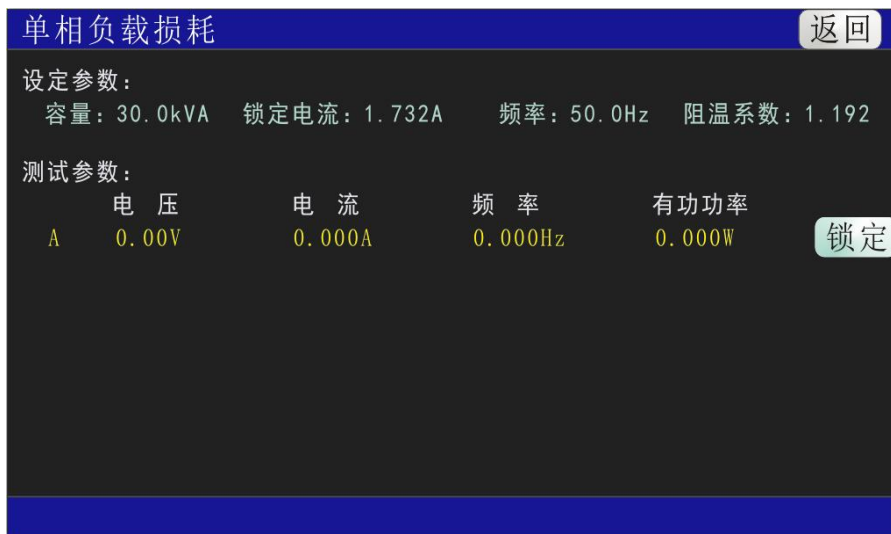 单相负载损耗 返回
设定参数:
容量: 30.0kVA 锁定电流: 1.732A 频率: 50.0Hz 阻温系数: 1.192
测试参数:
电 压 电 流 频 率 有功功率
A 0.00V 0.000A 0.000Hz 0.000W 锁定